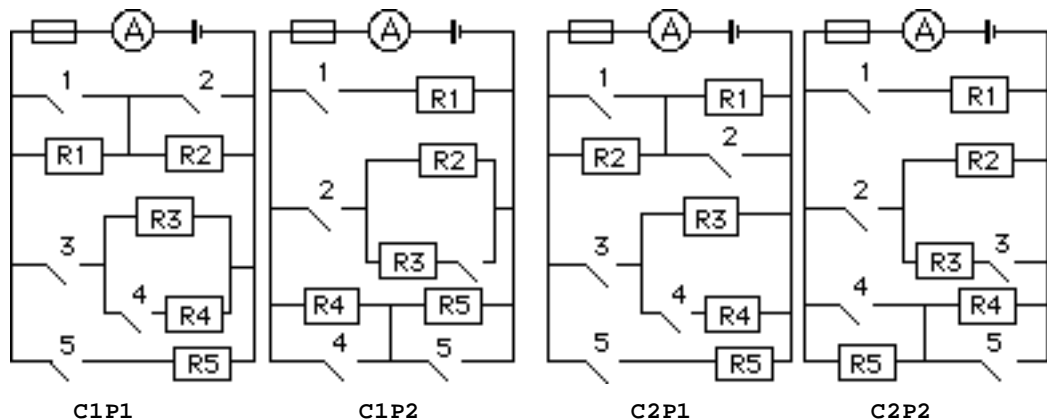 A A A A
1 2 1 1 1
R1 R1 R1
R1 R2 R2 2
R2 R2
2 2
R3 R3
3 R3 3 R3 3
4 R4 R4 R5 4 R4 4 R4
5 R5 4 5 5 R5 R5 5
C1P1 C1P2 C2P1 C2P2